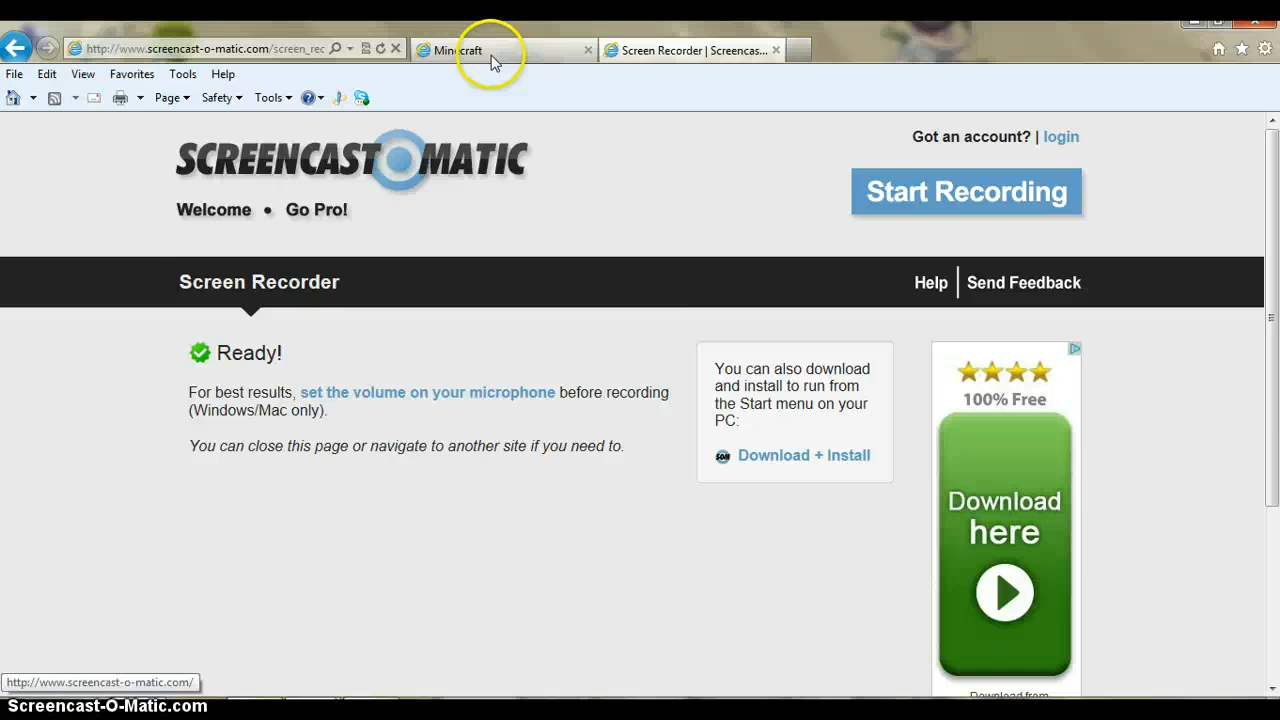 http://www.screencast-o-matic.com/screen_rec
Minecraft
Screen Recorder | Screencas...
File Edit View Favorites Tools Help
Page Safety Tools
SCREENCAST O MATIC
Got an account? | login
Start Recording
Welcome • Go Pro!
Screen Recorder
Help
Send Feedback
Ready!
For best results, set the volume on your microphone before recording
(Windows/Mac only).
You can close this page or navigate to another site if you need to.
You can also download
and install to run from
the Start menu on your
PC:
SOM Download + Install
100% Free
Download
here
Download from
http://www.screencast-o-matic.com/
Screencast-O-Matic.com